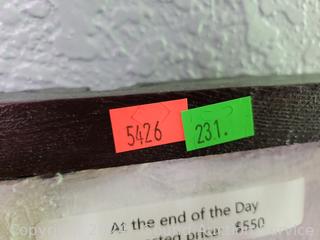 5426
231.
At the end of the Day
price: $550